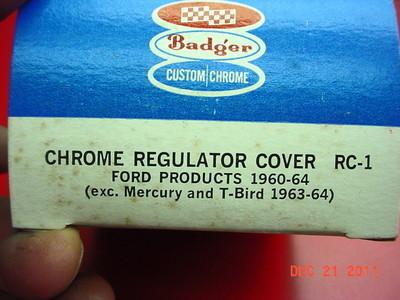 Badger
CUSTOM CHROME
CHROME REGULATOR COVER RC-1
FORD PRODUCTS 1960-64
(exc. Mercury and T-Bird 1963-64)
DEC 21 2011